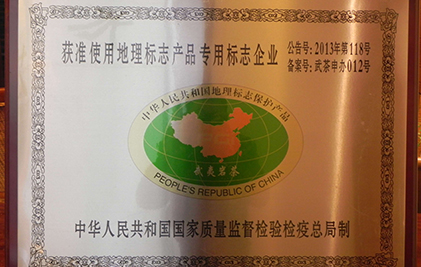 获准使用地理标志产品专用标志企业
公告号：2013年第118号
备案号：武茶申办012号
中华人民共和国地理标志保护产品
武夷岩茶
PEOPLE'S REPUBLIC OF CHINA
中华人民共和国国家质量监督检验检疫总局制